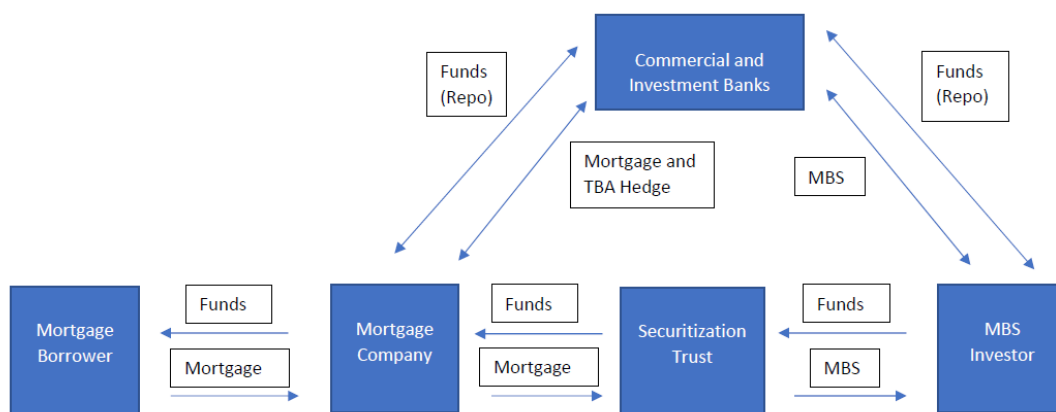 Commercial and
Investment Banks
Funds
(Repo)
Funds
(Repo)
Mortgage and
TBA Hedge
MBS
Mortgage
Borrower
Funds
Mortgage
Mortgage
Company
Funds
Mortgage
Securitization
Trust
Funds
MBS
MBS
Investor